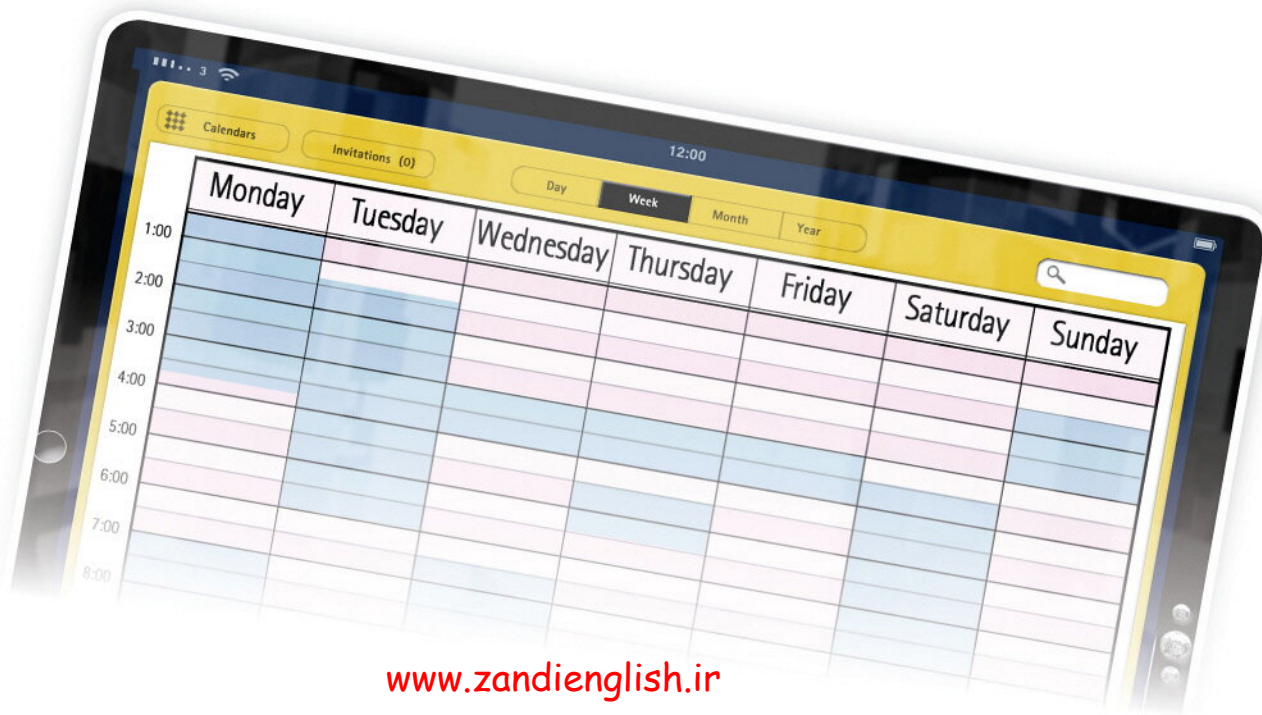 3
12:00
Calendars
Invitations (0)
Day
Week
Month
Year
Monday
Tuesday
Wednesday
Thursday
Friday
Saturday
Sunday
1:00
2:00
3:00
4:00
5:00
6:00
7:00
8:00
www.zandienglish.ir